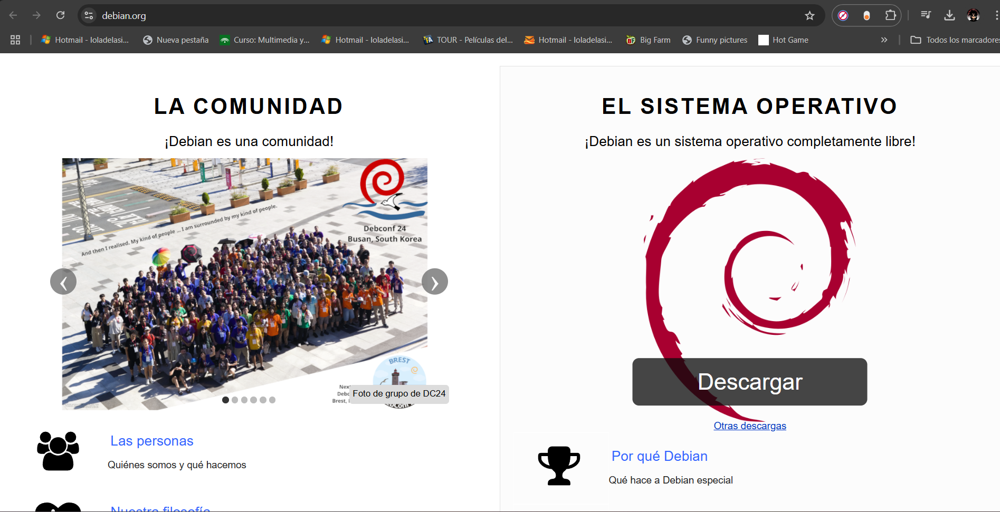 debian.org
Hotmail - loladelasi...
Nueva pestaña
Curso: Multimedia y...
Hotmail - loladelasi...
TOUR - Películas del...
Hotmail - loladelasi...
Big Farm
Funny pictures
Hot Game
Todos los marcadores
LA COMUNIDAD
¡Debian es una comunidad!
And then I realised. My kind of people ... I am surrounded by my kind of people.
Debconf 24
Busan, South Korea
BREST
Foto de grupo de DC24
Brest,
Las personas
Quiénes somos y qué hacemos
Nuestra filosofía
EL SISTEMA OPERATIVO
¡Debian es un sistema operativo completamente libre!
Descargar
Otras descargas
Por qué Debian
Qué hace a Debian especial